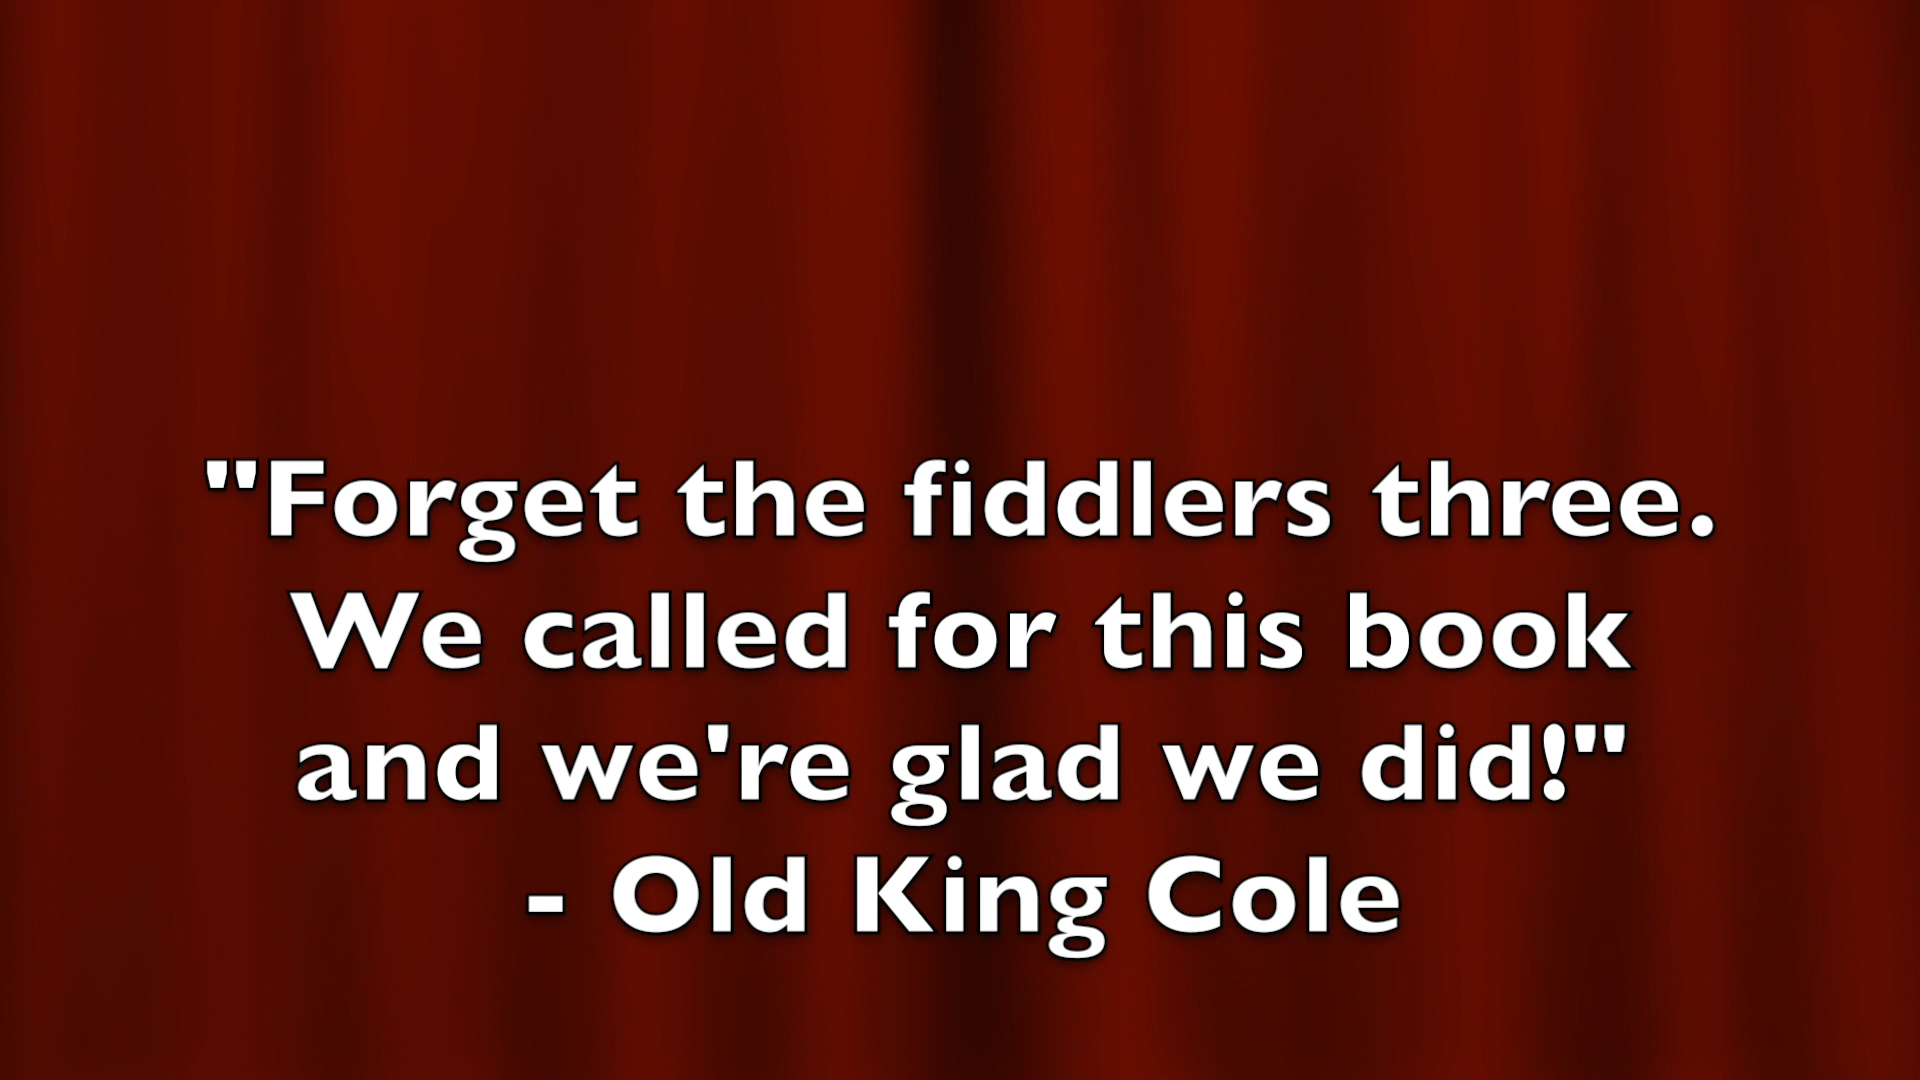 "Forget the fiddlers three.
We called for this book
and we're glad we did!"
- Old King Cole